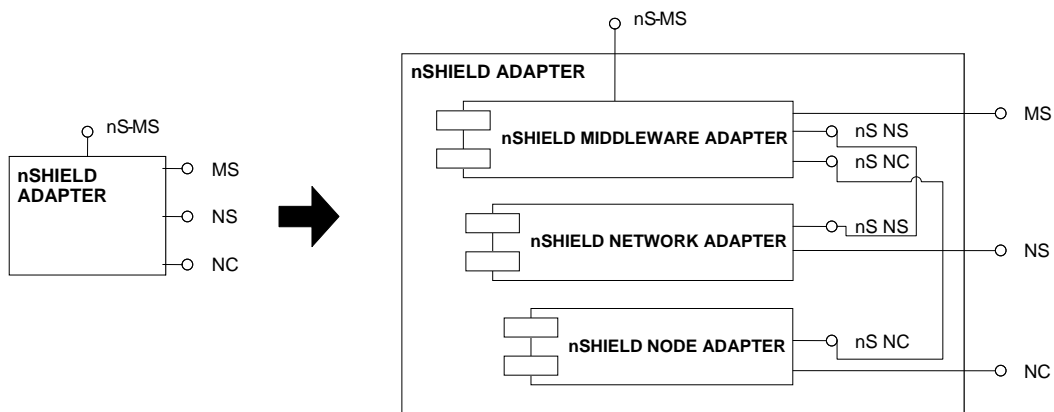 nS-MS
nSHIELD
ADAPTER
MS
NS
NC
nS-MS
nSHIELD ADAPTER
nSHIELD MIDDLEWARE ADAPTER
MS
nS NS
nS NC
nSHIELD NETWORK ADAPTER
nS NS
NS
nSHIELD NODE ADAPTER
nS NC
NC